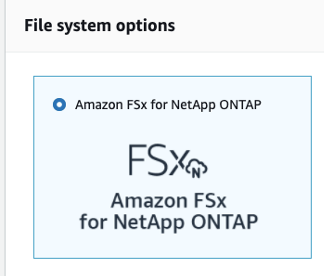 File system options
Amazon FSx for NetApp ONTAP
FSx N
Amazon FSx
for NetApp ONTAP